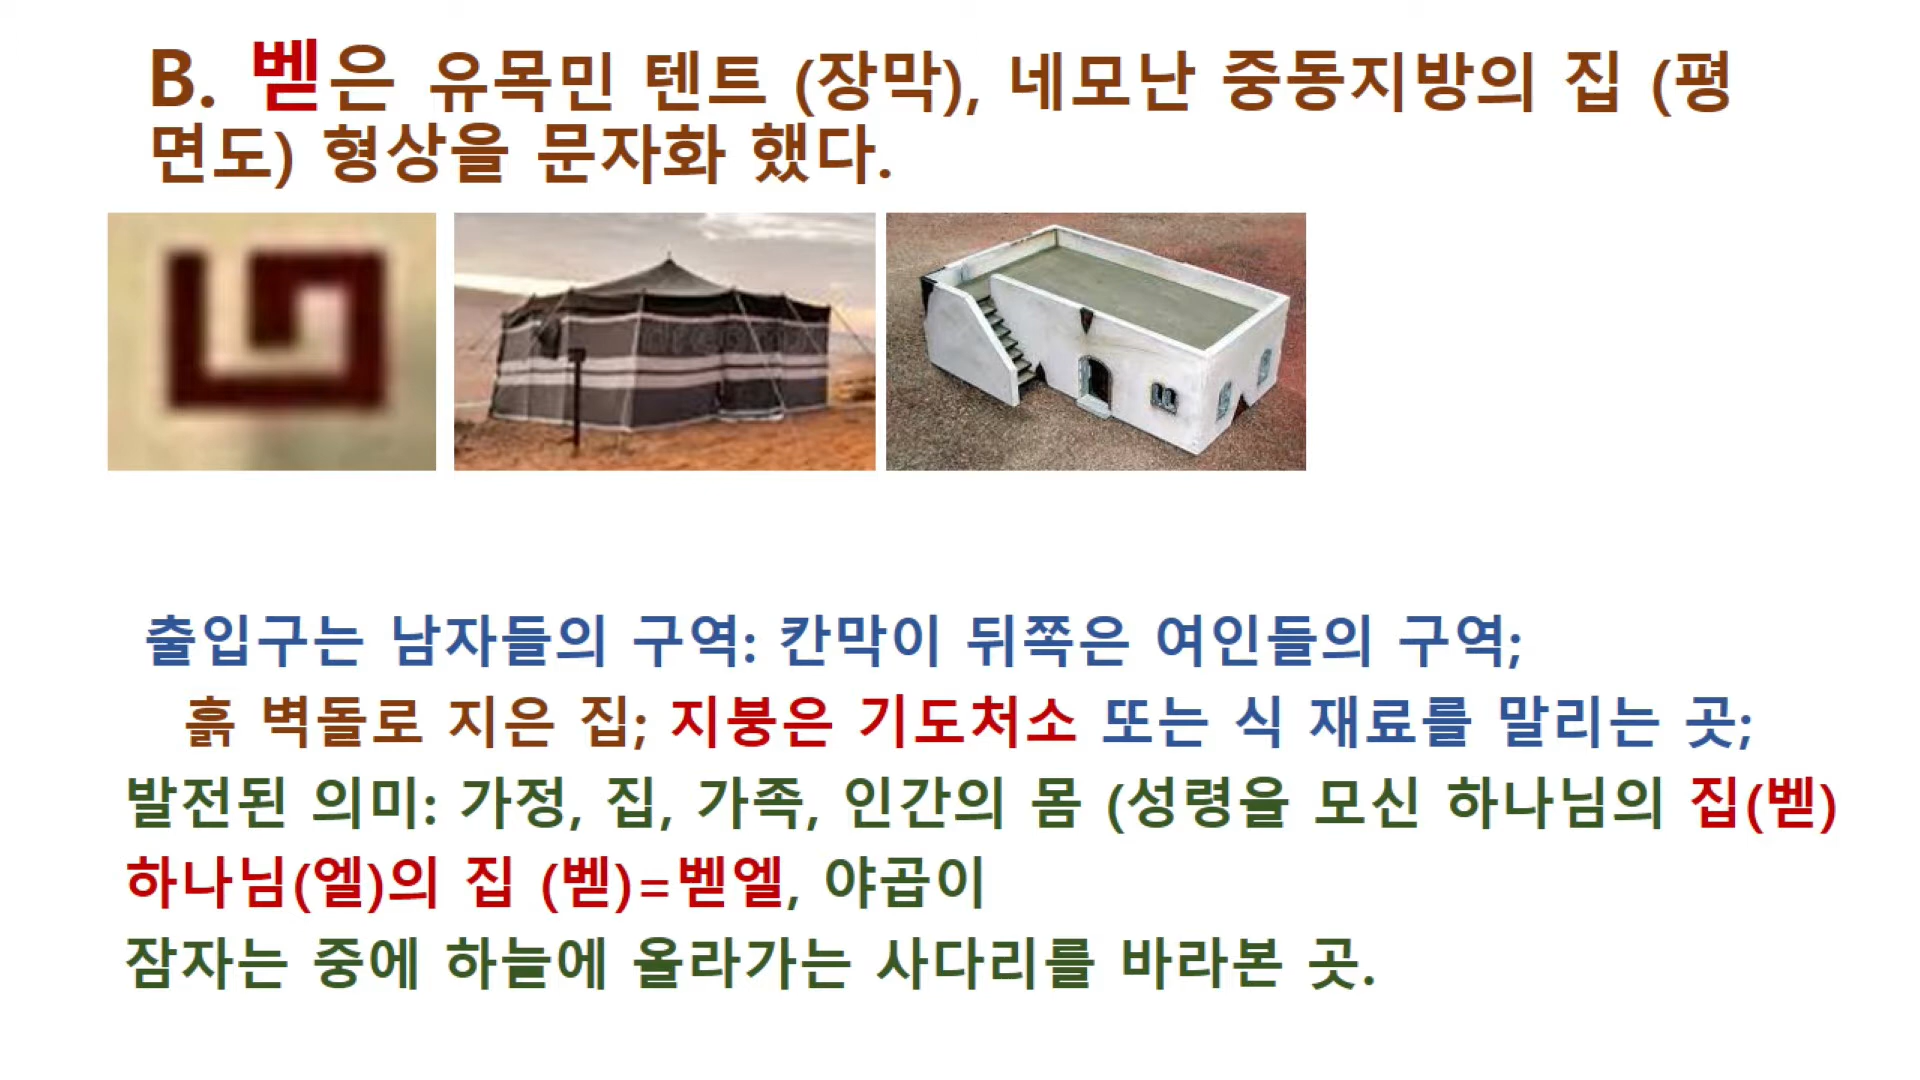 B. 벧은 유목민 텐트 (장막), 네모난 중동지방의 집 (평
면도) 형상을 문자화 했다.
출입구는 남자들의 구역: 칸막이 뒤쪽은 여인들의 구역;
흙 벽돌로 지은 집; 지붕은 기도처소 또는 식 재료를 말리는 곳;
발전된 의미: 가정, 집, 가족, 인간의 몸 (성령을 모신 하나님의 집(벧)
하나님(엘)의 집 (벧)=벧엘, 야곱이
잠자는 중에 하늘에 올라가는 사다리를 바라본 곳.